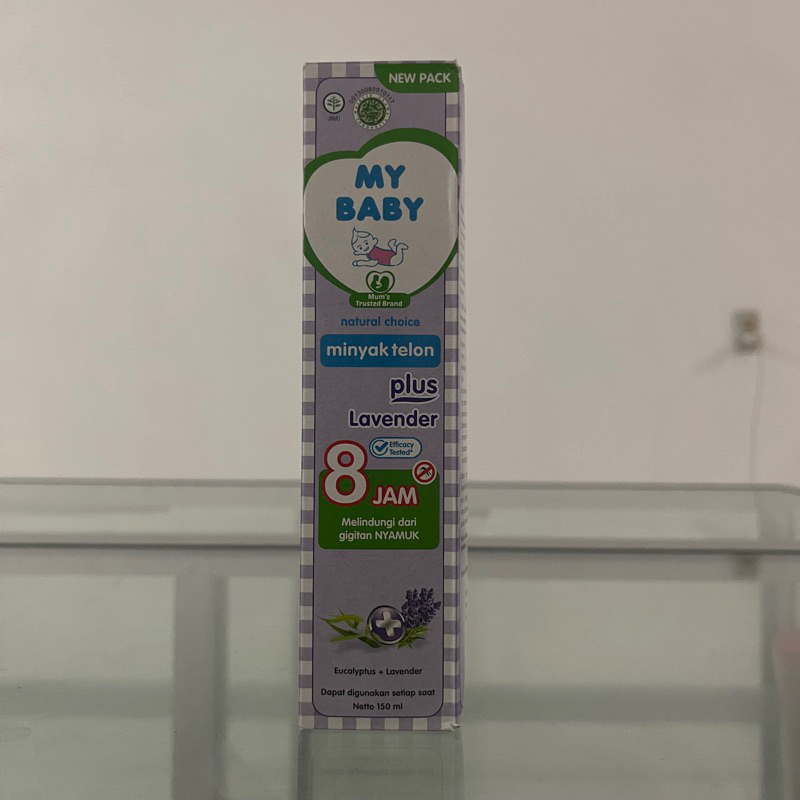 NEW PACK
JAMU
MY
BABY
Mum's
Trusted Brand
natural choice
minyak telon
plus
Lavender
Efficacy
Tested*
8
JAM
Melindungi dari
gigitan NYAMUK
Eucalyptus + Lavender
Dapat digunakan setiap saat
Netto 150 ml